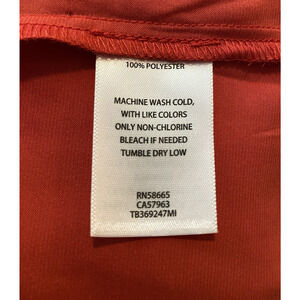 100% POLYESTER
MACHINE WASH COLD,
WITH LIKE COLORS
ONLY NON-CHLORINE
BLEACH IF NEEDED
TUMBLE DRY LOW
RN58665
CA57963
TB369247MI